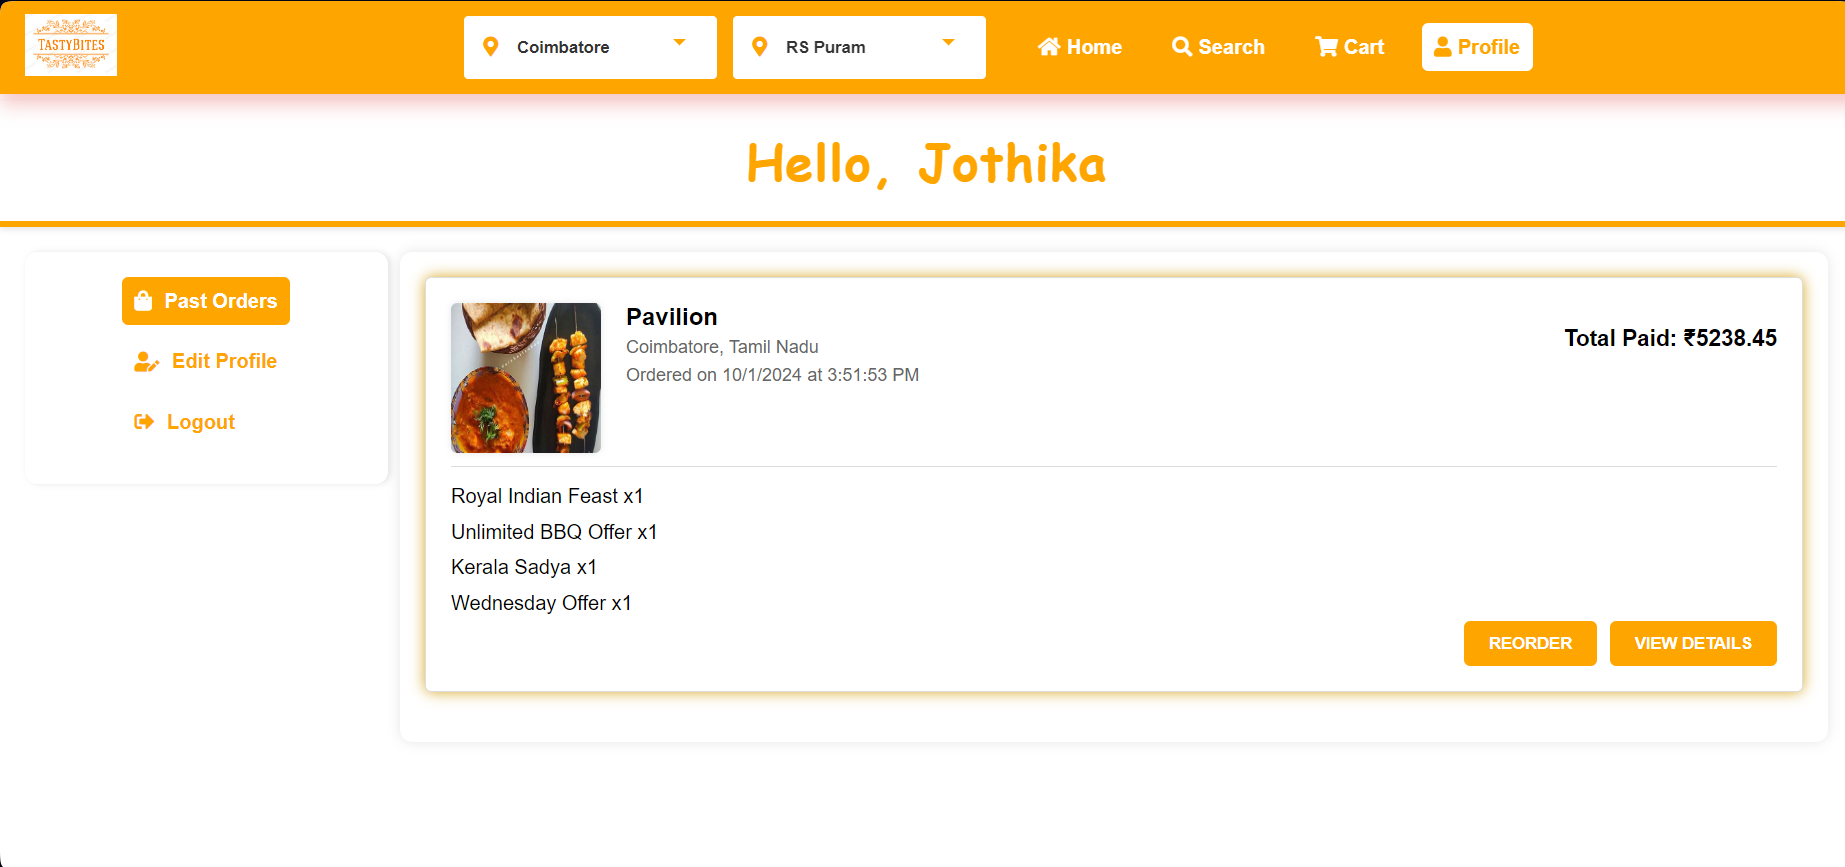 TASTYBITES
Coimbatore
RS Puram
Home
Search
Cart
Profile
Hello, Jothika
Past Orders
Edit Profile
Logout
Pavilion
Coimbatore, Tamil Nadu
Ordered on 10/1/2024 at 3:51:53 PM
Total Paid: ₹5238.45
Royal Indian Feast x1
Unlimited BBQ Offer x1
Kerala Sadya x1
Wednesday Offer x1
REORDER
VIEW DETAILS